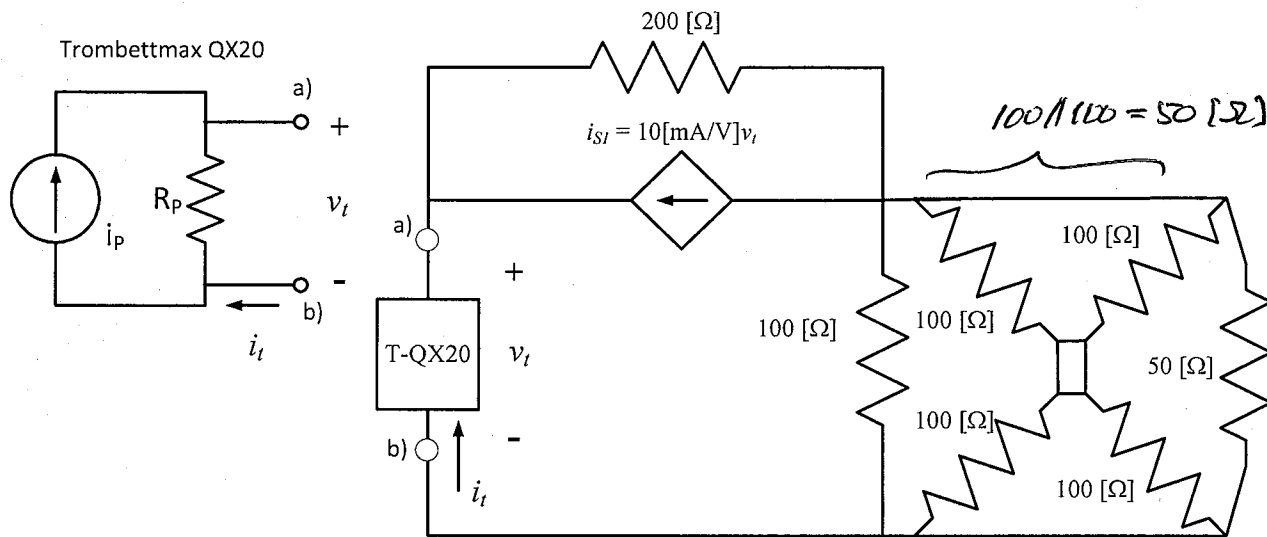 Trombettmax QX20
a)
+
R_P
v_t
i_P
-
b)
i_t
200 [Ω]
i_S1 = 10[mA/V]v_t
a)
+
T-QX20
v_t
b)
-
i_t
100//100 = 50 [Ω]
100 [Ω]
100 [Ω]
100 [Ω]
50 [Ω]
100 [Ω]
100 [Ω]